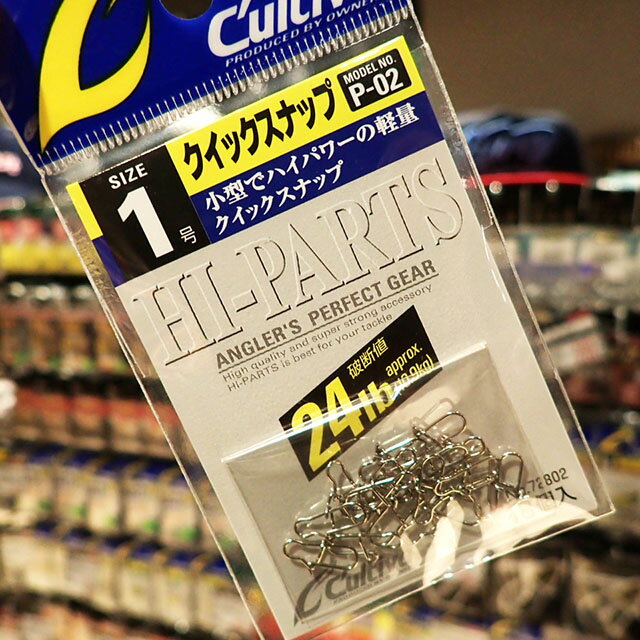 Cultiva
PRODUCED BY OWNER
クイックスナップ
MODEL NO.
P-02
SIZE
1
号
小型でハイパワーの軽量
クイックスナップ
HI-PARTS
ANGLER'S PERFECT GEAR
High quality and super strong accessory
HI-PARTS is best for your tackle.
破断値
24lb
approx.
72802
Cultiva